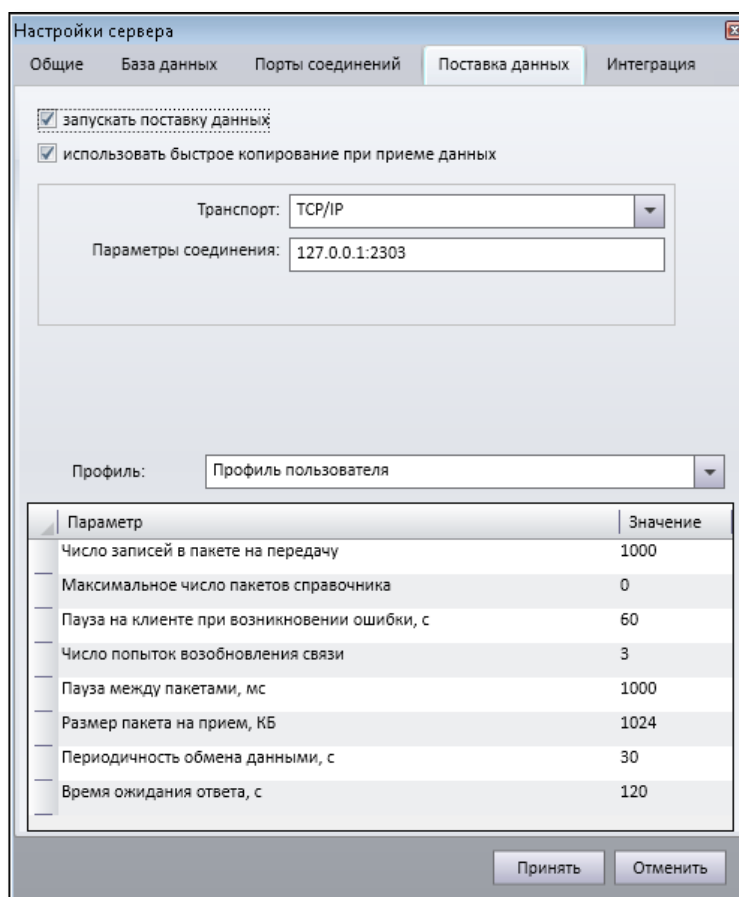 Настройки сервера
Общие База данных Порты соединений Поставка данных Интеграция
запускать поставку данных
использовать быстрое копирование при приеме данных
Транспорт: TCP/IP
Параметры соединения: 127.0.0.1:2303
Профиль: Профиль пользователя
Параметр Значение
Число записей в пакете на передачу 1000
Максимальное число пакетов справочника 0
Пауза на клиенте при возникновении ошибки, с 60
Число попыток возобновления связи 3
Пауза между пакетами, мс 1000
Размер пакета на прием, КБ 1024
Периодичность обмена данными, с 30
Время ожидания ответа, с 120
Принять Отменить